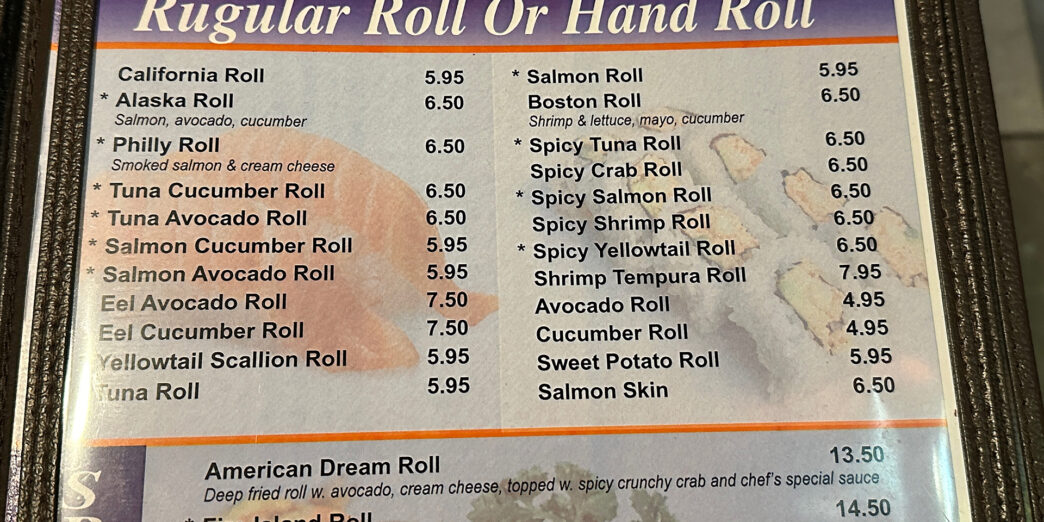 Rugular Roll Or Hand Roll
California Roll 5.95
* Alaska Roll 6.50
Salmon, avocado, cucumber
* Philly Roll 6.50
Smoked salmon & cream cheese
* Tuna Cucumber Roll 6.50
* Tuna Avocado Roll 6.50
* Salmon Cucumber Roll 5.95
* Salmon Avocado Roll 5.95
Eel Avocado Roll 7.50
Eel Cucumber Roll 7.50
Yellowtail Scallion Roll 5.95
Tuna Roll 5.95
* Salmon Roll 5.95
Boston Roll 6.50
Shrimp & lettuce, mayo, cucumber
* Spicy Tuna Roll 6.50
Spicy Crab Roll 6.50
* Spicy Salmon Roll 6.50
Spicy Shrimp Roll 6.50
* Spicy Yellowtail Roll 6.50
Shrimp Tempura Roll 7.95
Avocado Roll 4.95
Cucumber Roll 4.95
Sweet Potato Roll 5.95
Salmon Skin 6.50
American Dream Roll 13.50
Deep fried roll w. avocado, cream cheese, topped w. spicy crunchy crab and chef's special sauce
* Fire Island Roll 14.50
S